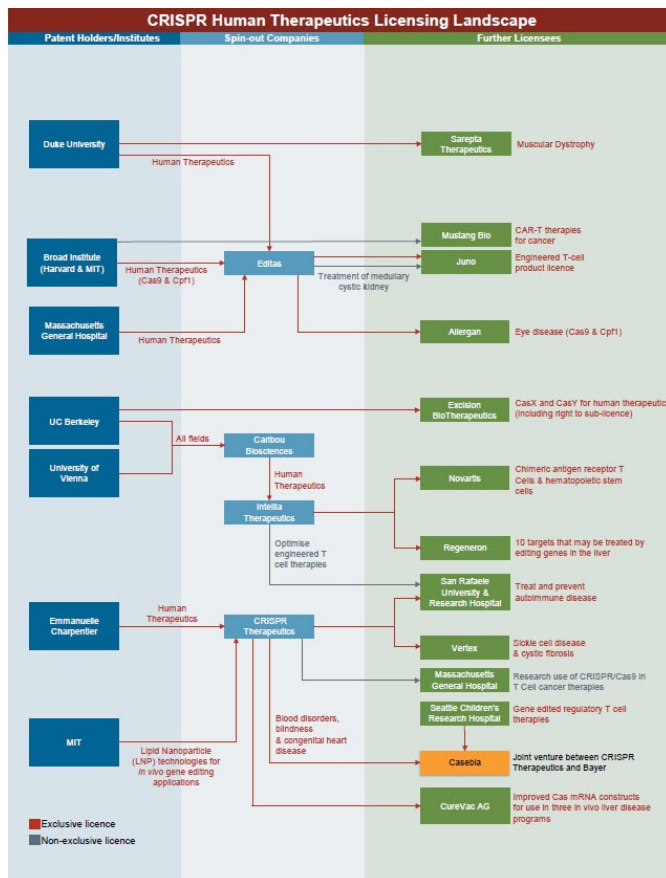 CRISPR Human Therapeutics Licensing Landscape
Patent Holders/Institutes
Spin-out Companies
Further Licensees
Duke University
Human Therapeutics
Sarepta
Therapeutics
Muscular Dystrophy
Broad Institute
(Harvard & MIT)
Human Therapeutics
(Cas9 & Cpf1)
Editas
Treatment of medullary
cystic kidney
Mustang Bio
CAR-T therapies
for cancer
Juno
Engineered T-cell
product licence
Massachusetts
General Hospital
Human Therapeutics
Allergan
Eye disease (Cas9 & Cpf1)
UC Berkeley
University of
Vienna
All fields
Caribou
Biosciences
Human
Therapeutics
Intellia
Therapeutics
Optimise
engineered T
cell therapies
Excision
BioTherapeutics
CasX and CasY for human therapeutic
(including right to sub-licence)
Novartis
Chimeric antigen receptor T
Cells & hematopoietic stem
cells
Regeneron
10 targets that may be treated by
editing genes in the liver
San Rafaele
University &
Research Hospital
Treat and prevent
autoimmune disease
Emmanuelle
Charpentier
Human
Therapeutics
CRISPR
Therapeutics
Vertex
Sickle cell disease
& cystic fibrosis
Massachusetts
General Hospital
Research use of CRISPR/Cas9 in
T Cell cancer therapies
Seattle Children's
Research Hospital
Gene edited regulatory T cell
therapies
MIT
Lipid Nanoparticle
(LNP) technologies for
in vivo gene editing
applications
Blood disorders,
blindness
& congenital heart
disease
Casebia
Joint venture between CRISPR
Therapeutics and Bayer
CureVac AG
Improved Cas mRNA constructs
for use in three in vivo liver disease
programs
Exclusive licence
Non-exclusive licence